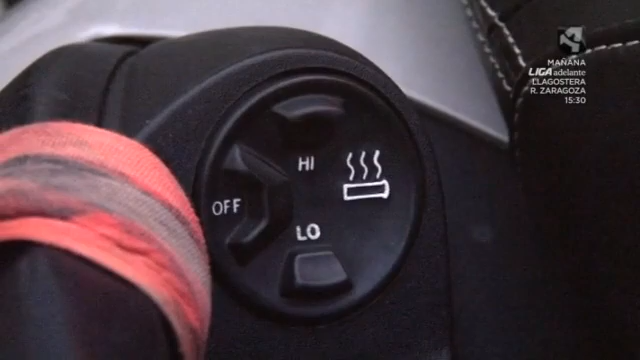 MAÑANA
LIGA adelante
LLAGOSTERA
R. ZARAGOZA
15:30
HI
OFF
LO